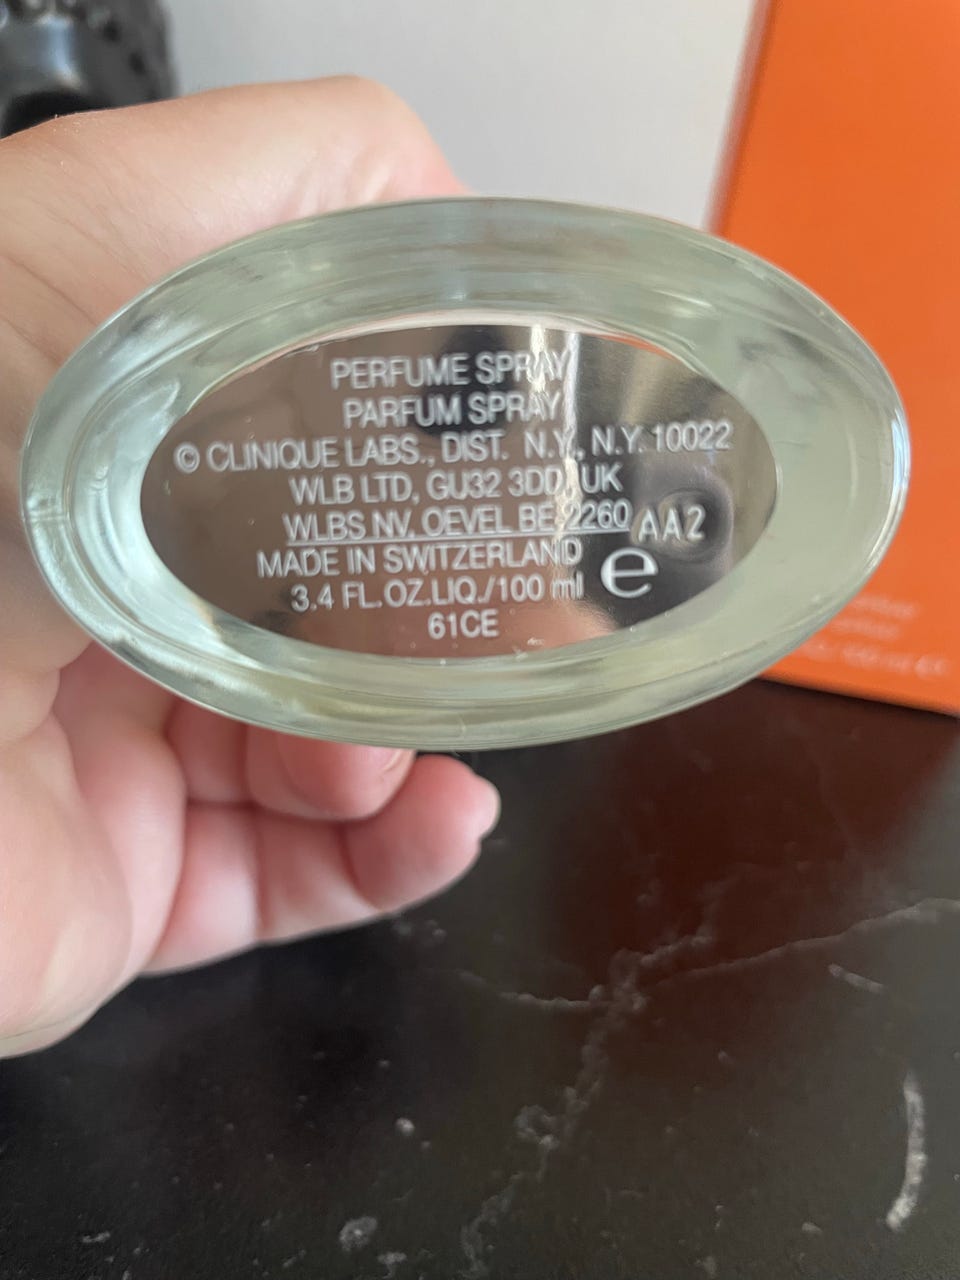 PERFUME SPRAY
PARFUM SPRAY
© CLINIQUE LABS., DIST. N.Y., N.Y. 10022
WLB LTD, GU32 3DD, UK
WLBS NV. OEVEL BE 2260 AA2
MADE IN SWITZERLAND
3.4 FL.OZ.LIQ./100 ml e
61CE